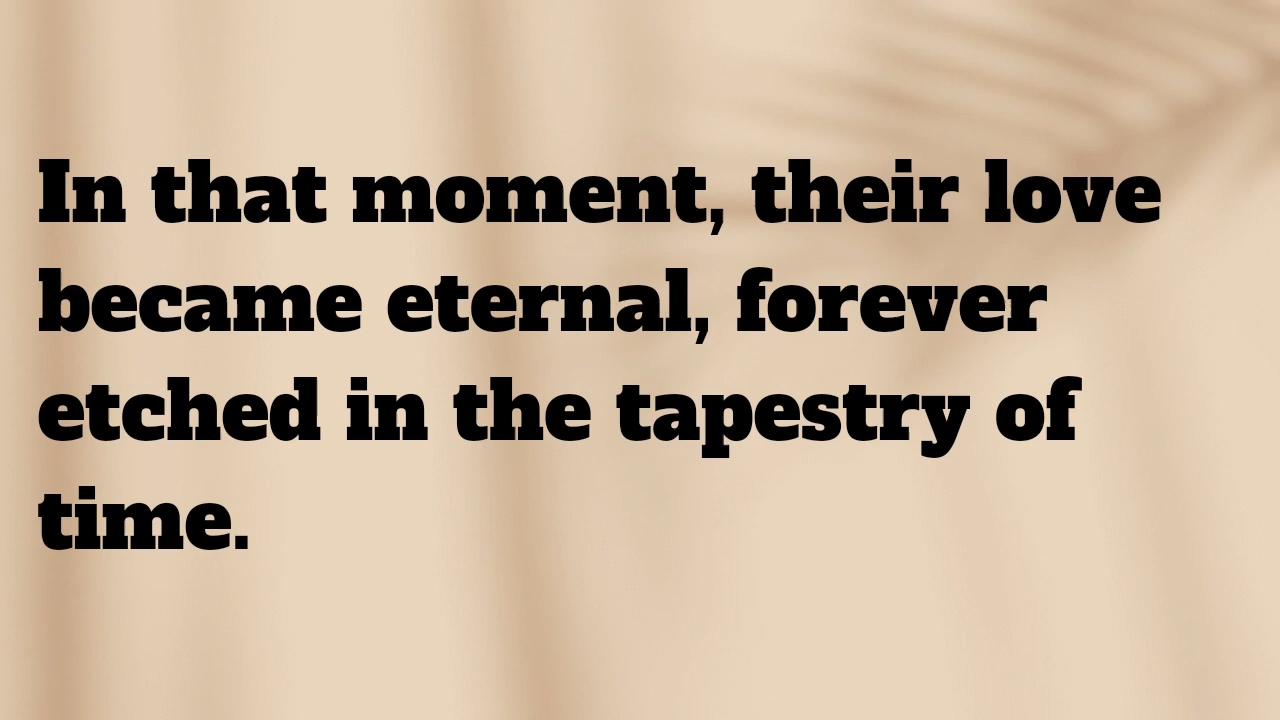 In that moment, their love
became eternal, forever
etched in the tapestry of
time.